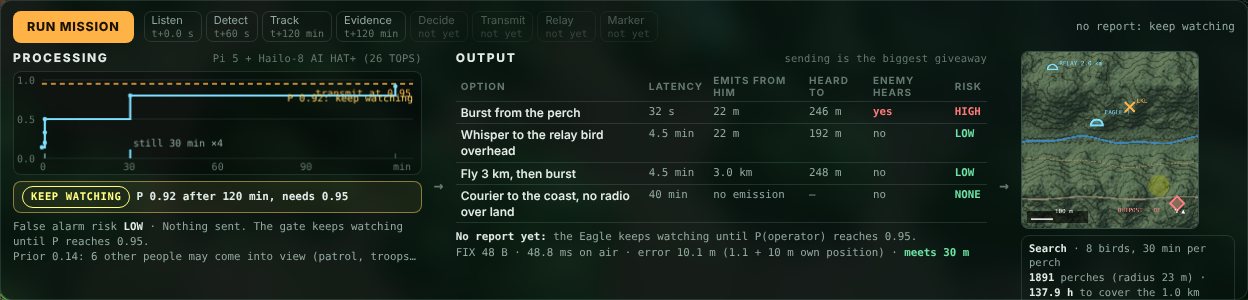 RUN MISSION
Listen
t+0.0 s
Detect
t+60 s
Track
t+120 min
Evidence
t+120 min
Decide
not yet
Transmit
not yet
Relay
not yet
Marker
not yet
no report: keep watching
PROCESSING
Pi 5 + Hailo-8 AI HAT+ (26 TOPS)
1.0
transmit at 0.95
P 0.92: keep watching
0.5
still 30 min ×4
0.0
0 30 60 90 min
KEEP WATCHING P 0.92 after 120 min, needs 0.95
False alarm risk LOW · Nothing sent. The gate keeps watching
until P reaches 0.95.
Prior 0.14: 6 other people may come into view (patrol, troops…
→
OUTPUT
sending is the biggest giveaway
OPTION LATENCY EMITS FROM HIM HEARD TO ENEMY HEARS RISK
Burst from the perch 32 s 22 m 246 m yes HIGH
Whisper to the relay bird overhead 4.5 min 22 m 192 m no LOW
Fly 3 km, then burst 4.5 min 3.0 km 248 m no LOW
Courier to the coast, no radio over land 40 min no emission — no NONE
No report yet: the Eagle keeps watching until P(operator) reaches 0.95.
FIX 48 B · 48.8 ms on air · error 10.1 m (1.1 + 10 m own position) · meets 30 m
→
RELAY 2.0 km
EAGLE
100 m
Search · 8 birds, 30 min per
perch
1891 perches (radius 23 m) ·
137.9 h to cover the 1.0 km